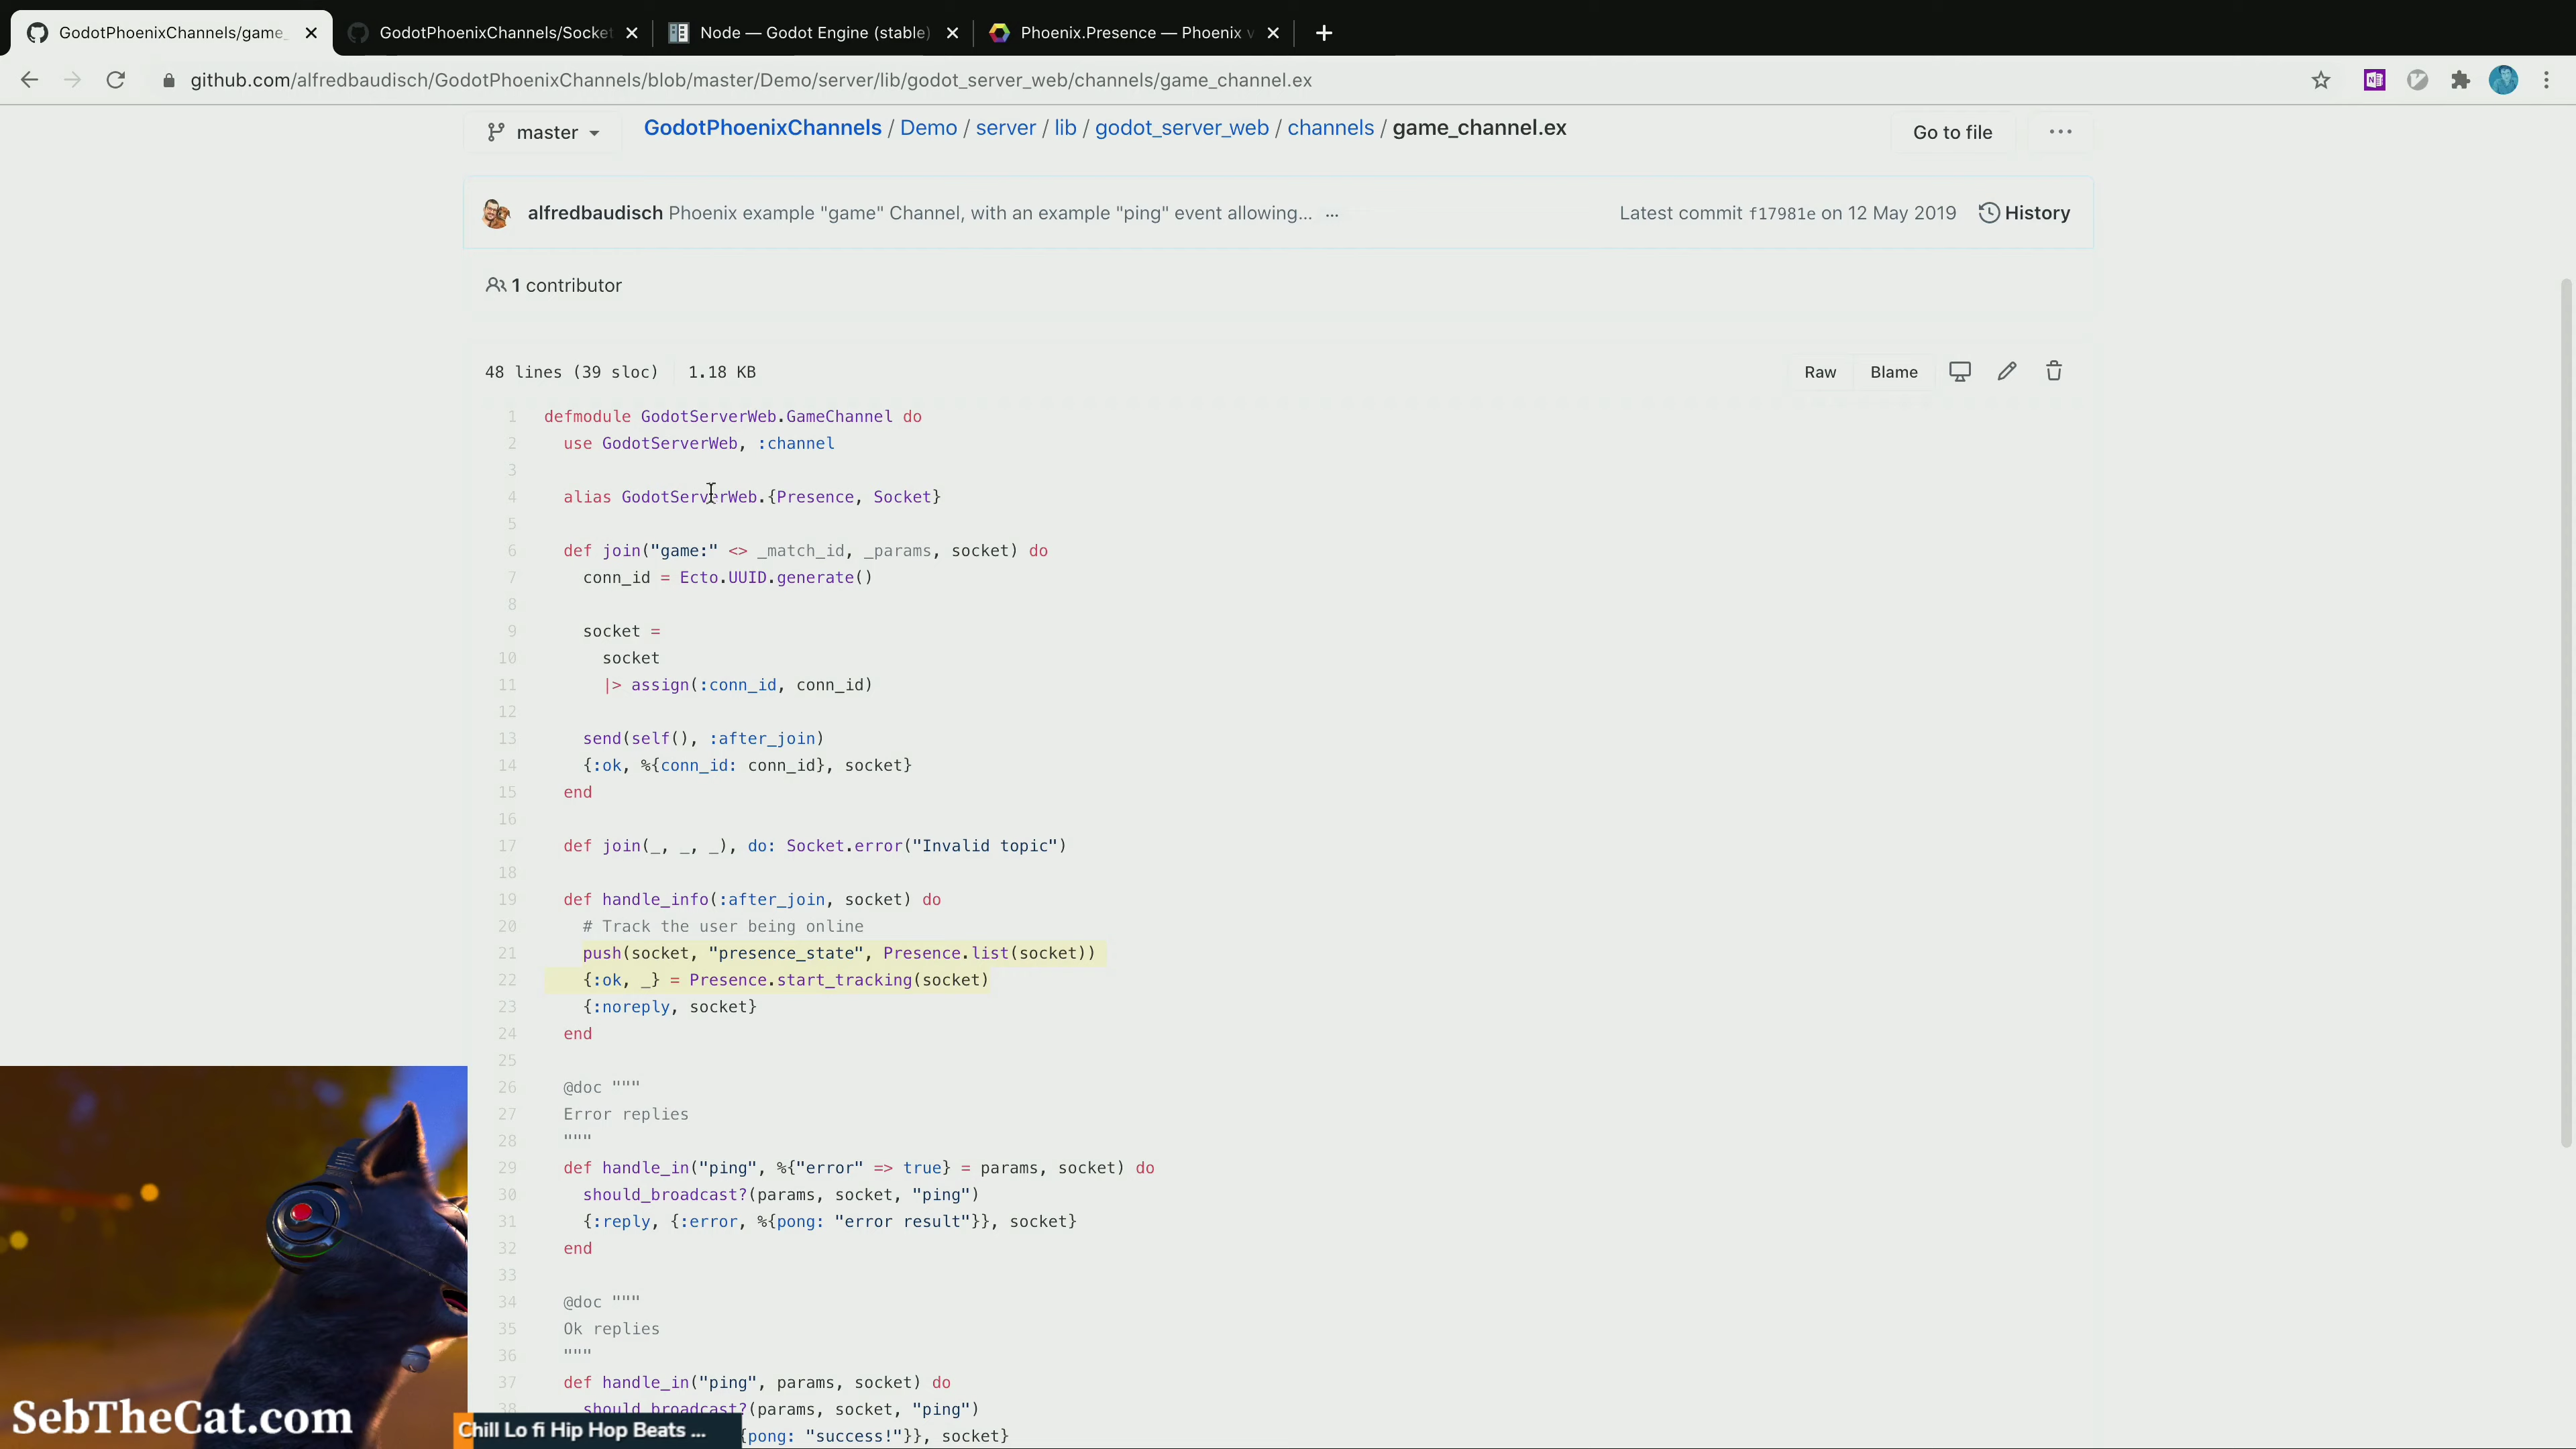 GodotPhoenixChannels/game_
GodotPhoenixChannels/Socket
Node — Godot Engine (stable)
Phoenix.Presence — Phoenix v
github.com/alfredbaudisch/GodotPhoenixChannels/blob/master/Demo/server/lib/godot_server_web/channels/game_channel.ex
master
GodotPhoenixChannels / Demo / server / lib / godot_server_web / channels / game_channel.ex
Go to file
alfredbaudisch Phoenix example "game" Channel, with an example "ping" event allowing... ...
Latest commit f17981e on 12 May 2019
History
1 contributor
48 lines (39 sloc) 1.18 KB
Raw
Blame
1 defmodule GodotServerWeb.GameChannel do
2 use GodotServerWeb, :channel
3
4 alias GodotServerWeb.{Presence, Socket}
5
6 def join("game:" <> _match_id, _params, socket) do
7 conn_id = Ecto.UUID.generate()
8
9 socket =
10 socket
11 |> assign(:conn_id, conn_id)
12
13 send(self(), :after_join)
14 {:ok, %{conn_id: conn_id}, socket}
15 end
16
17 def join(_, _, _), do: Socket.error("Invalid topic")
18
19 def handle_info(:after_join, socket) do
20 # Track the user being online
21 push(socket, "presence_state", Presence.list(socket))
22 {:ok, _} = Presence.start_tracking(socket)
23 {:noreply, socket}
24 end
25
26 @doc """
27 Error replies
28 """
29 def handle_in("ping", %{"error" => true} = params, socket) do
30 should_broadcast?(params, socket, "ping")
31 {:reply, {:error, %{pong: "error result"}}, socket}
32 end
33
34 @doc """
35 Ok replies
36 """
37 def handle_in("ping", params, socket) do
38 should_broadcast?(params, socket, "ping")
{pong: "success!"}}, socket}
SebTheCat.com
Chill Lo fi Hip Hop Beats ...